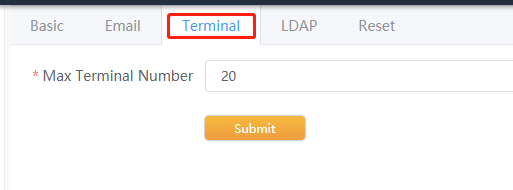 Basic Email Terminal LDAP Reset
* Max Terminal Number 20
Submit